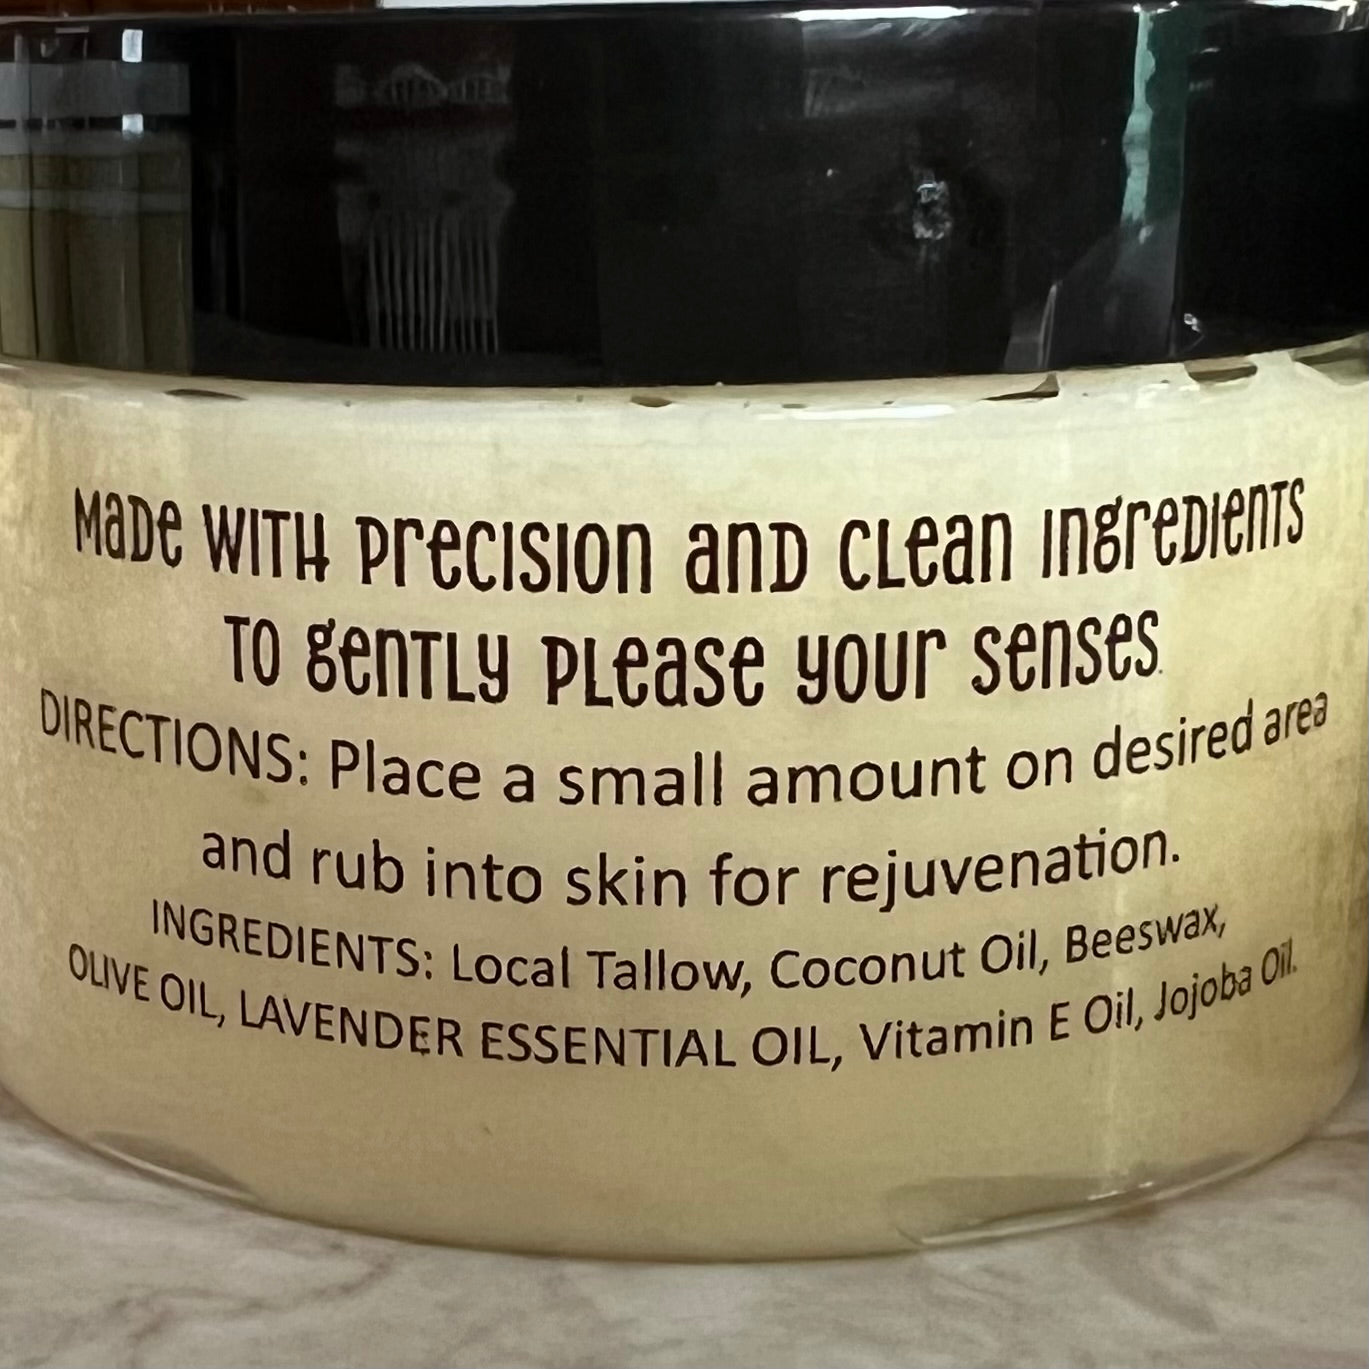 Made with precision and clean ingredients
to gently please your senses.
DIRECTIONS: Place a small amount on desired area
and rub into skin for rejuvenation.
INGREDIENTS: Local Tallow, Coconut Oil, Beeswax,
OLIVE OIL, LAVENDER ESSENTIAL OIL, Vitamin E Oil, Jojoba Oil.